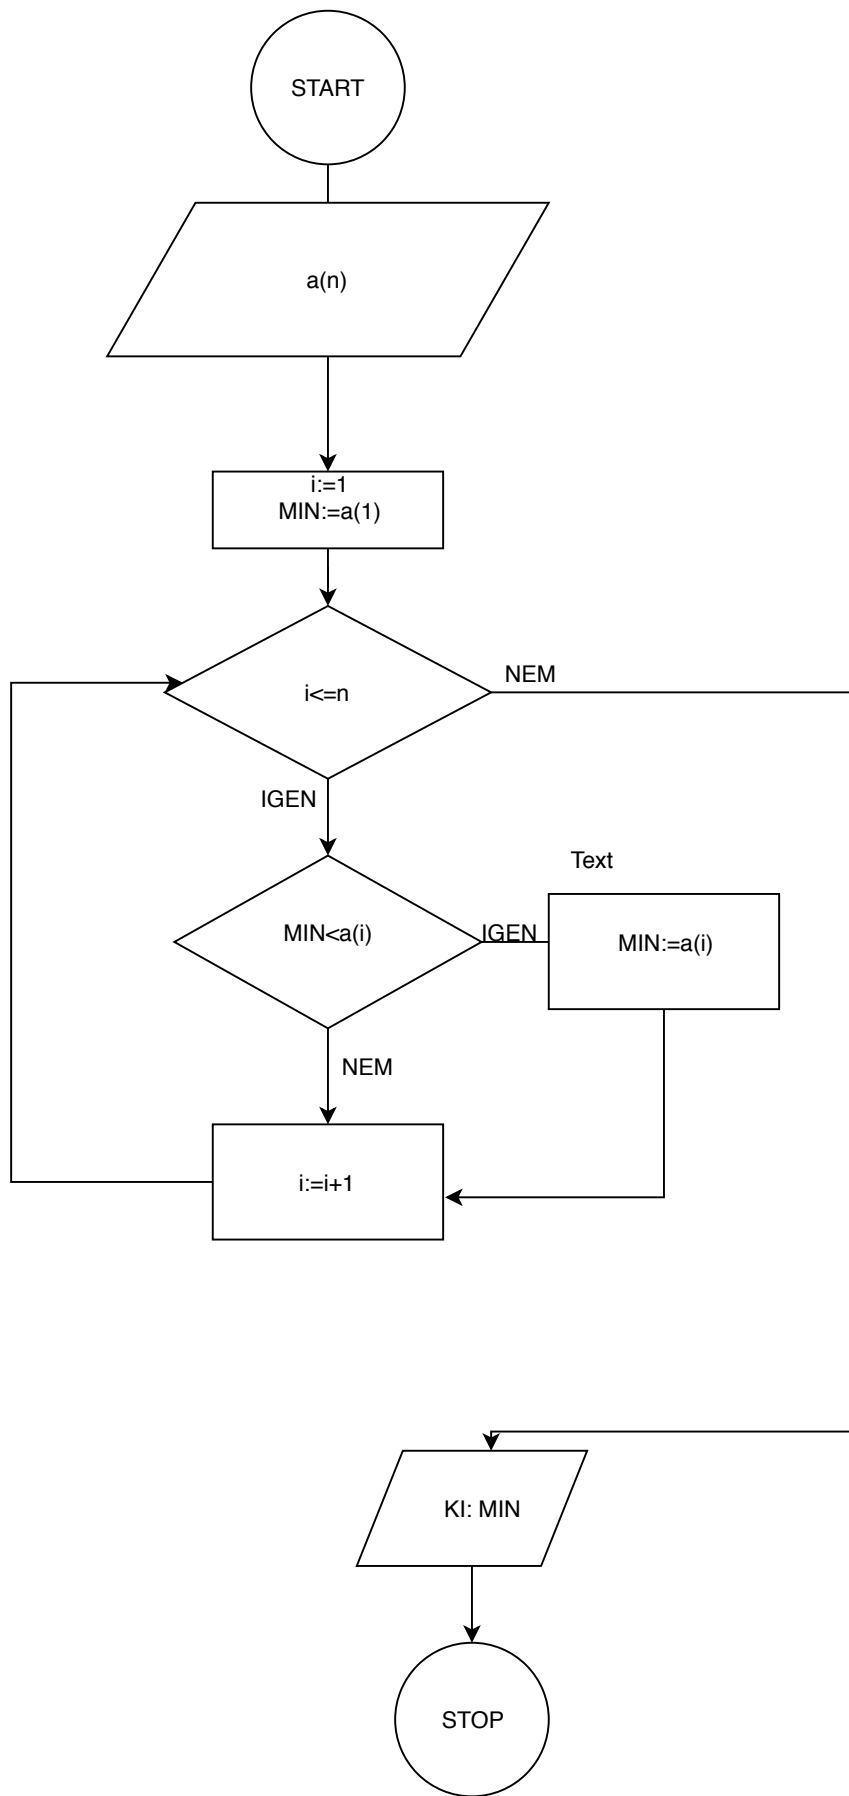 START
a(n)
i:=1
MIN:=a(1)
i<=n
NEM
IGEN
Text
MIN<a(i)
IGEN
MIN:=a(i)
NEM
i:=i+1
KI: MIN
STOP